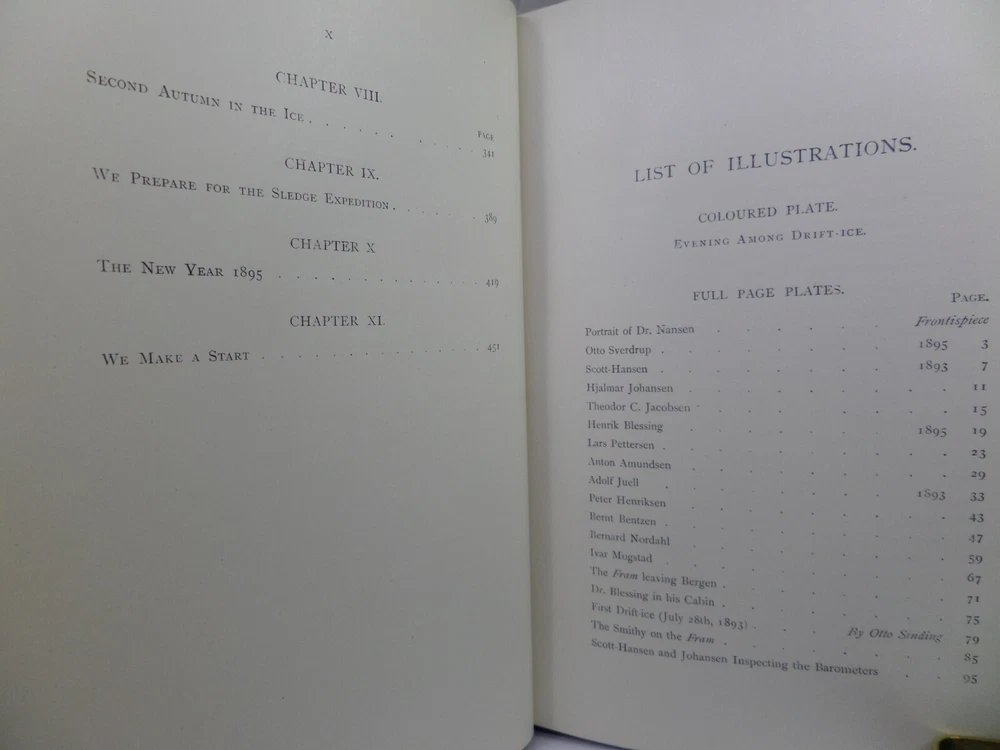 X
CHAPTER VIII.
PAGE
Second Autumn in the Ice . . . . . . 341
CHAPTER IX.
We Prepare for the Sledge Expedition . . . . . 389
CHAPTER X
The New Year 1895 . . . . . . . . . 419
CHAPTER XI.
We Make a Start . . . . . . . . . 451
LIST OF ILLUSTRATIONS.
COLOURED PLATE.
Evening Among Drift-ice.
FULL PAGE PLATES.
Page.
Portrait of Dr. Nansen . . . . . . Frontispiece
Otto Sverdrup . . . . . . . 1895 3
Scott-Hansen . . . . . . . 1893 7
Hjalmar Johansen . . . . . . . . 11
Theodor C. Jacobsen . . . . . . . . 15
Henrik Blessing . . . . . . 1895 19
Lars Pettersen . . . . . . . . . 23
Anton Amundsen . . . . . . . . 29
Adolf Juell . . . . . . . 1893 33
Peter Henriksen . . . . . . . . 43
Bernt Bentzen . . . . . . . . . 47
Bernard Nordahl . . . . . . . . 59
Ivar Mogstad . . . . . . . . 67
The Fram leaving Bergen . . . . . . . 71
Dr. Blessing in his Cabin . . . . . . . 75
First Drift-ice (July 28th, 1893) . . . . By Otto Sinding 79
The Smithy on the Fram . . . . . . . 85
Scott-Hansen and Johansen Inspecting the Barometers . . 95